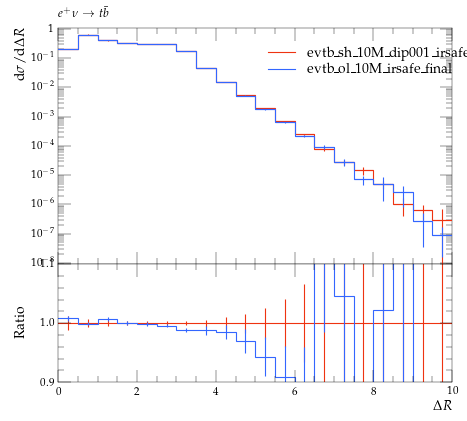 e⁺ν → tb̄
1
10⁻¹
10⁻²
10⁻³
10⁻⁴
10⁻⁵
10⁻⁶
10⁻⁷
10⁻⁸
dσ/dΔR
evtb_sh_10M_dip001_irsafe
evtb_ol_10M_irsafe_final
1.1
1.0
0.9
Ratio
0 2 4 6 8 10
ΔR